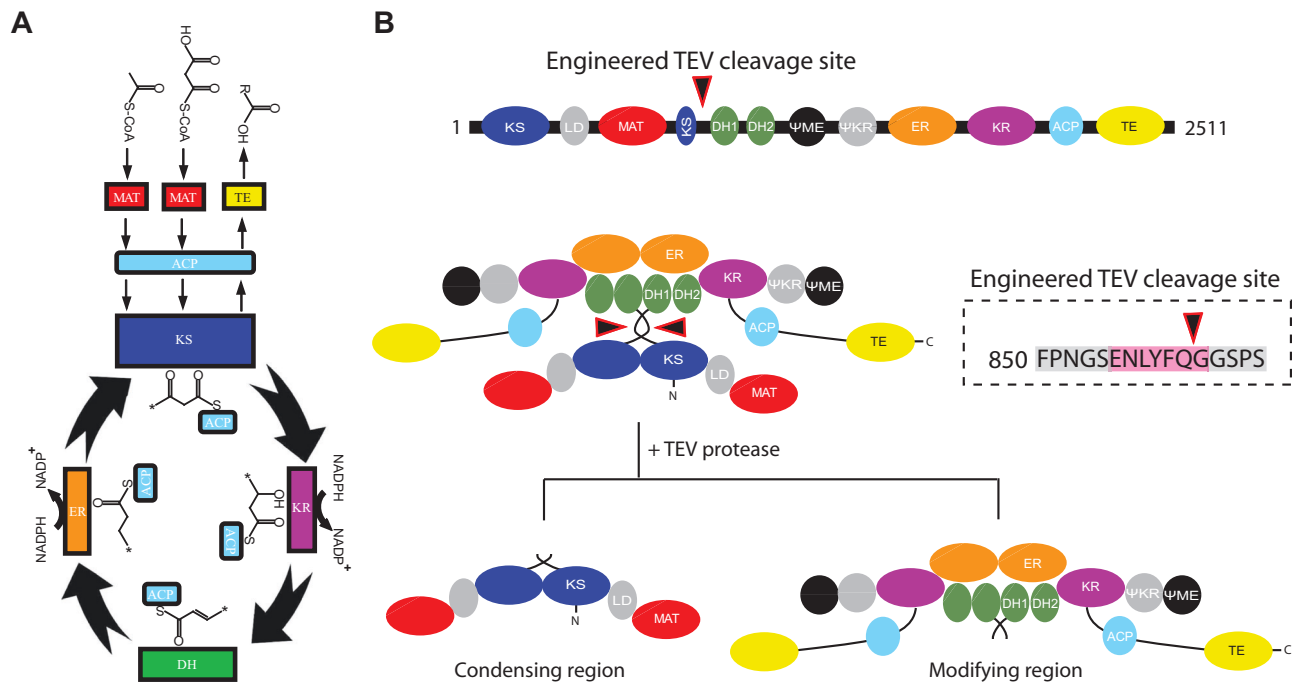 A
HO
O
O
S-CoA
O
S-CoA
R
O
OH
MAT
MAT
TE
ACP
KS
O
O
*
S
ACP
NADP+
NADPH
ER
ACP
S
O
*
*
OH
O
S
ACP
KR
NADPH
NADP+
ACP
S
O
*
DH
B
Engineered TEV cleavage site
1
KS
LD
MAT
KS
DH1
DH2
ΨME
ΨKR
ER
KR
ACP
TE
2511
ER
DH1
DH2
KR
ΨKR
ΨME
ACP
TE
C
KS
LD
MAT
N
Engineered TEV cleavage site
850 FPNGSENLYFQGGSPS
+ TEV protease
KS
LD
MAT
N
Condensing region
ER
DH1
DH2
KR
ΨKR
ΨME
ACP
TE
C
Modifying region